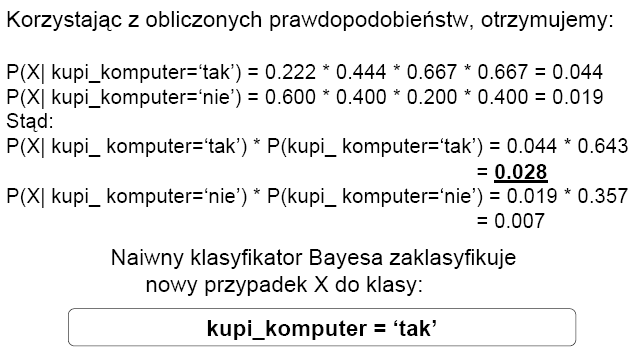 Korzystając z obliczonych prawdopodobieństw, otrzymujemy:
P(X| kupi_komputer=‘tak’) = 0.222 * 0.444 * 0.667 * 0.667 = 0.044
P(X| kupi_komputer=‘nie’) = 0.600 * 0.400 * 0.200 * 0.400 = 0.019
Stąd:
P(X| kupi_ komputer=‘tak’) * P(kupi_ komputer=‘tak’) = 0.044 * 0.643
= 0.028
P(X| kupi_ komputer=‘nie’) * P(kupi_ komputer=‘nie’) = 0.019 * 0.357
= 0.007
Naiwny klasyfikator Bayesa zaklasyfikuje
nowy przypadek X do klasy:
kupi_komputer = ‘tak’